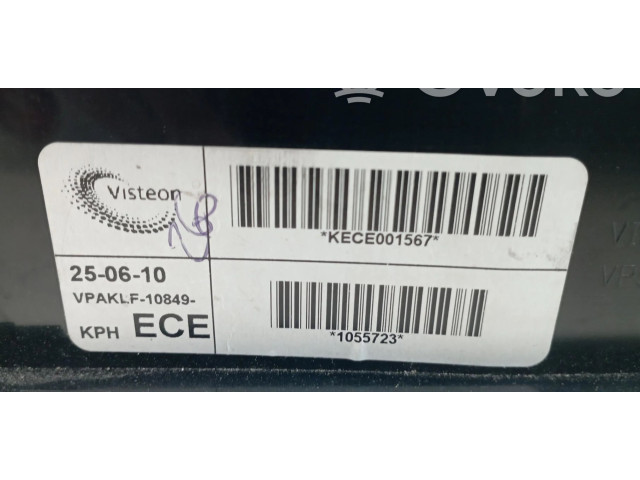 Visteon
25-06-10
VPAKLF-10849-
KPH ECE
*KECE001567*
*1055723*